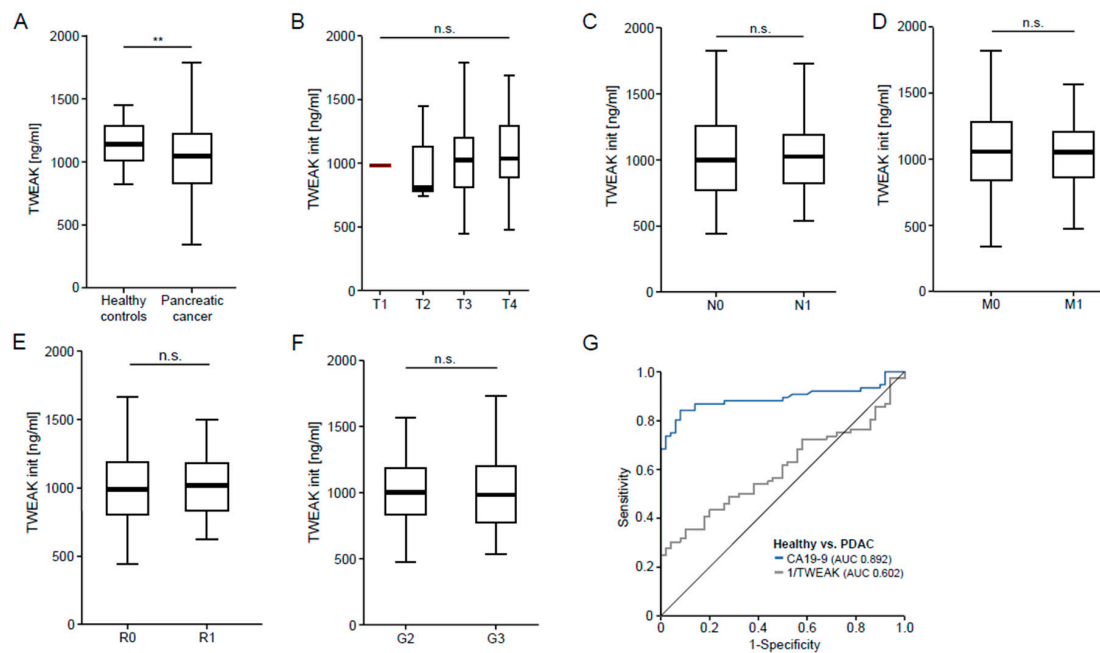 A
TWEAK [ng/ml]
2000
1500
1000
500
0
**
Healthy
controls
Pancreatic
cancer
B
TWEAK init [ng/ml]
2000
1500
1000
500
0
n.s.
T1
T2
T3
T4
C
TWEAK init [ng/ml]
2000
1500
1000
500
0
n.s.
N0
N1
D
TWEAK init [ng/ml]
2000
1500
1000
500
0
n.s.
M0
M1
E
TWEAK init [ng/ml]
2000
1500
1000
500
0
n.s.
R0
R1
F
TWEAK init [ng/ml]
2000
1500
1000
500
0
n.s.
G2
G3
G
Sensitivity
1.0
0.8
0.6
0.4
0.2
0
Healthy vs. PDAC
CA19-9 (AUC 0.892)
1/TWEAK (AUC 0.602)
0
0.2
0.4
0.6
0.8
1.0
1-Specificity